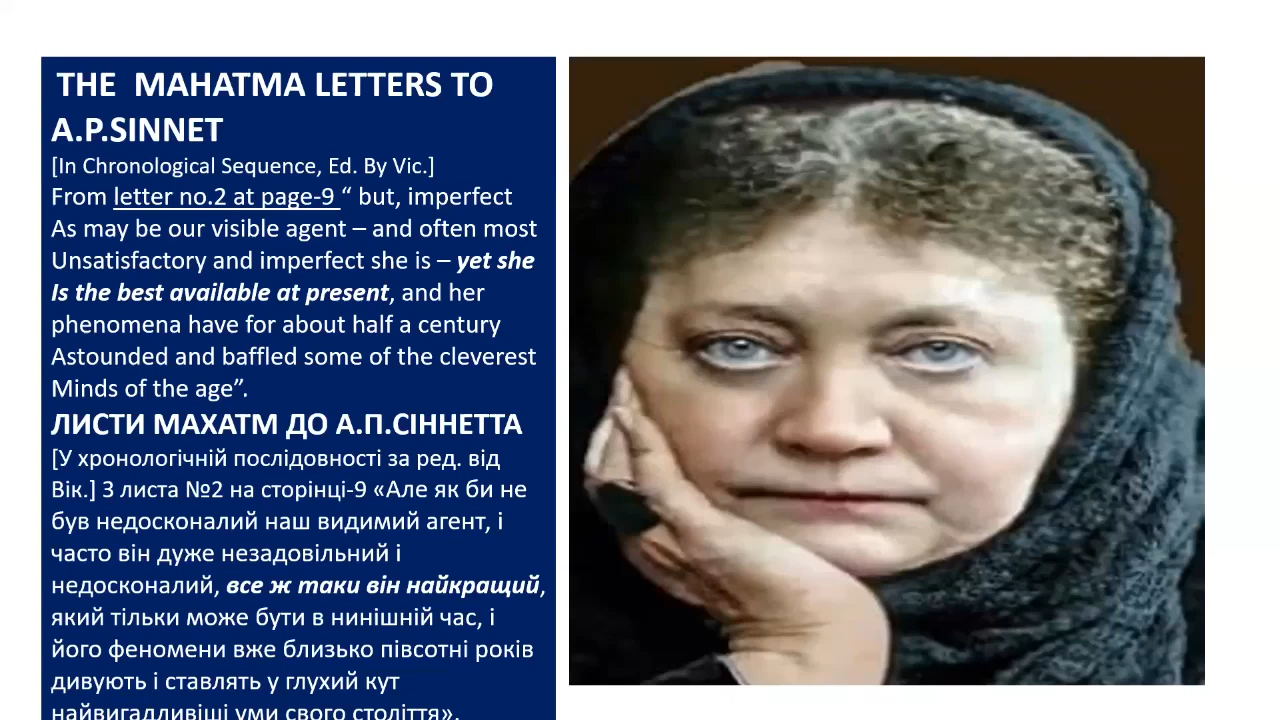 THE MAHATMA LETTERS TO
A.P.SINNET
[In Chronological Sequence, Ed. By Vic.]
From letter no.2 at page-9 “ but, imperfect
As may be our visible agent – and often most
Unsatisfactory and imperfect she is – yet she
Is the best available at present, and her
phenomena have for about half a century
Astounded and baffled some of the cleverest
Minds of the age”.
ЛИСТИ МАХАТМ ДО А.П.СІННЕТТА
[У хронологічній послідовності за ред. від
Вік.] З листа №2 на сторінці-9 «Але як би не
був недосконалий наш видимий агент, і
часто він дуже незадовільний і
недосконалий, все ж таки він найкращий,
який тільки може бути в нинішній час, і
його феномени вже близько півсотні років
дивують і ставлять у глухий кут
найвигадливіші уми свого століття».